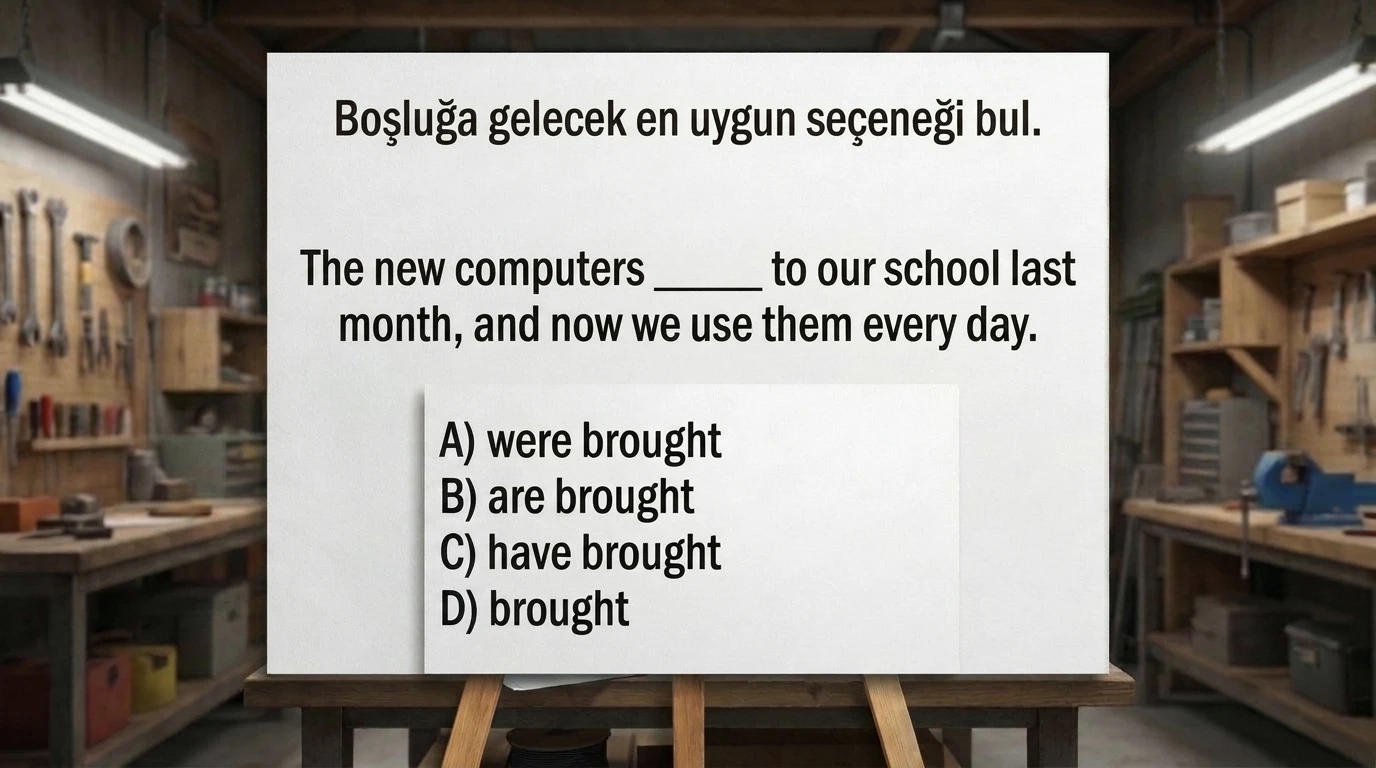 Boşluğa gelecek en uygun seçeneği bul.
The new computers ______ to our school last
month, and now we use them every day.
A) were brought
B) are brought
C) have brought
D) brought